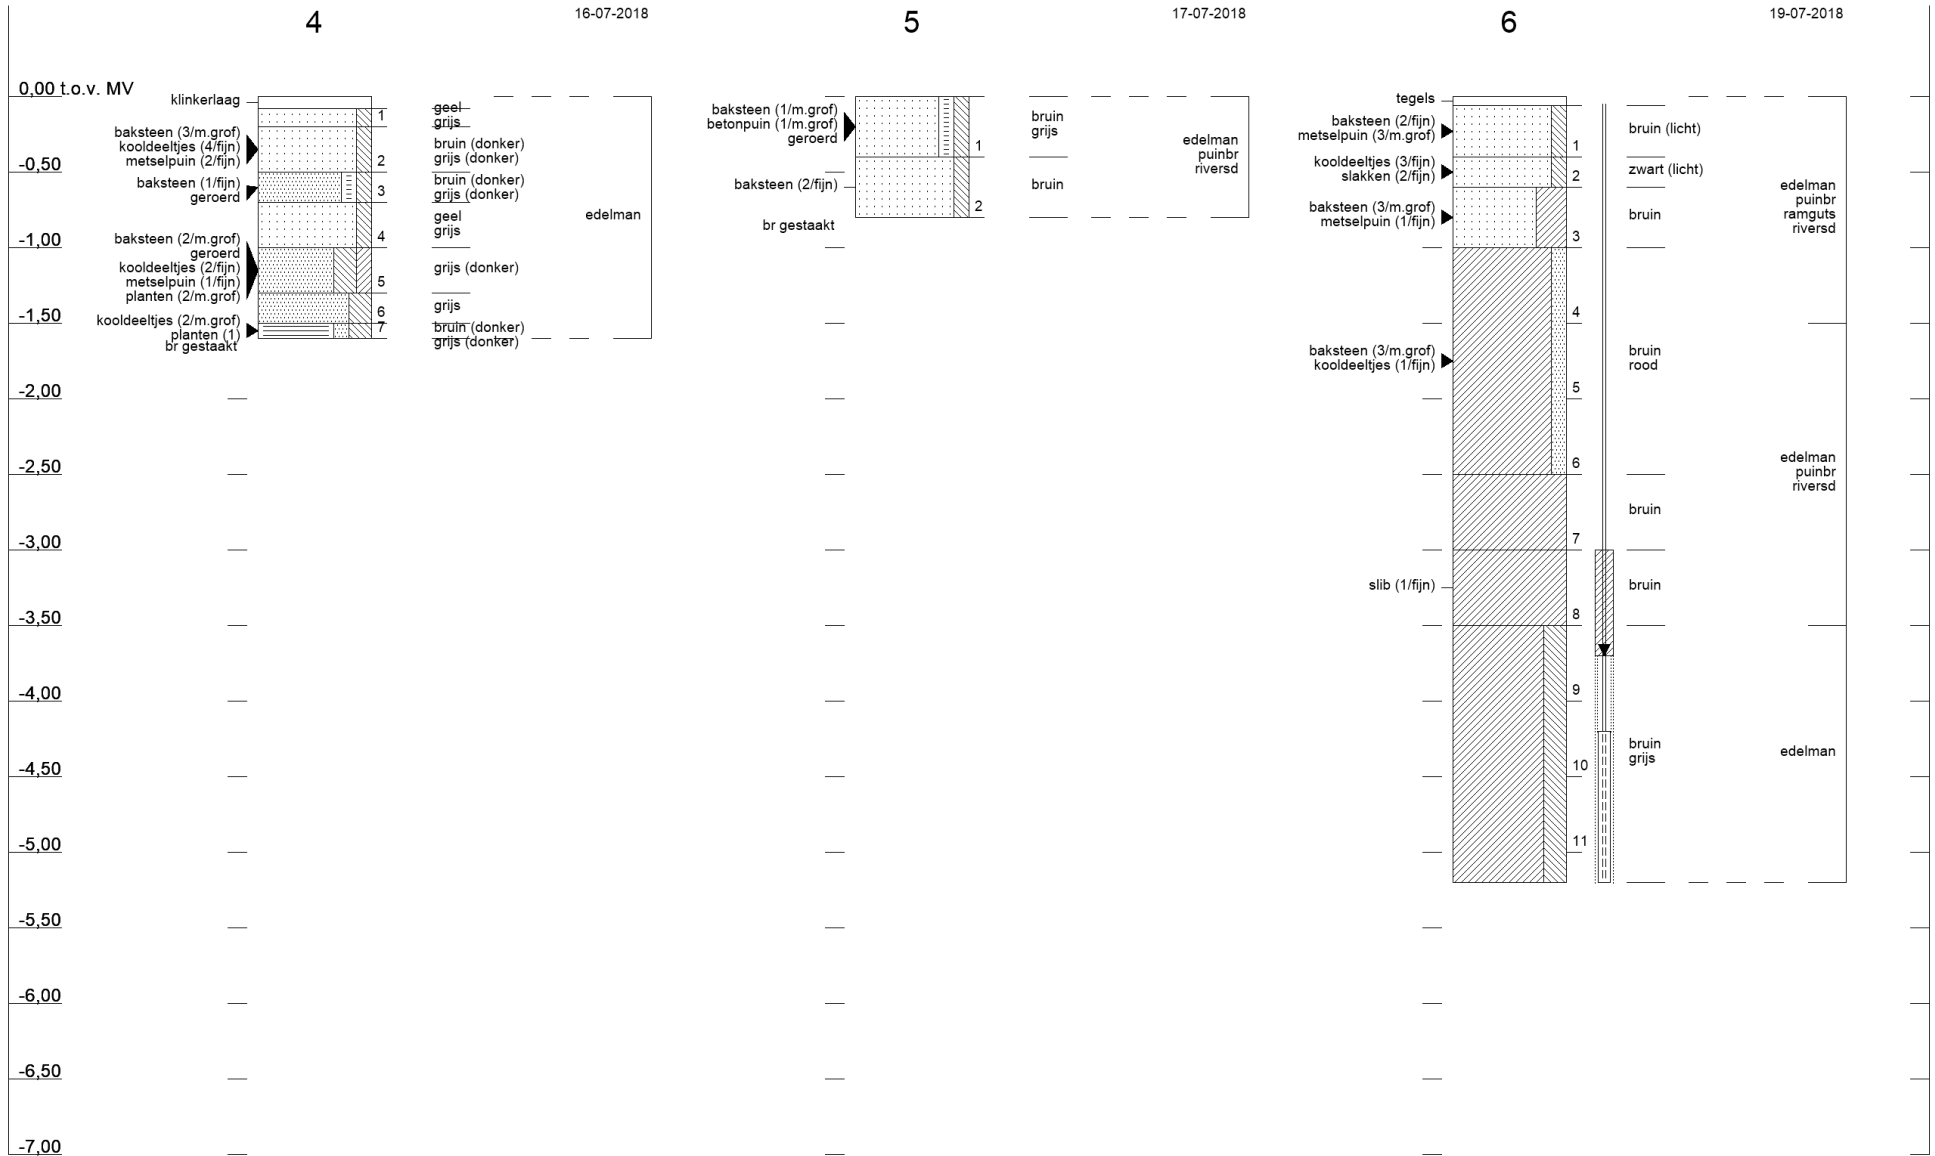 4
16-07-2018
5
17-07-2018
6
19-07-2018
0,00 t.o.v. MV
-0,50
-1,00
-1,50
-2,00
-2,50
-3,00
-3,50
-4,00
-4,50
-5,00
-5,50
-6,00
-6,50
-7,00
klinkerlaag
baksteen (3/m.grof)
kooldeeltjes (4/fijn)
metselpuin (2/fijn)
baksteen (1/fijn)
geroerd
baksteen (2/m.grof)
geroerd
kooldeeltjes (2/fijn)
metselpuin (1/fijn)
planten (2/m.grof)
kooldeeltjes (2/m.grof)
planten (1)
br gestaakt
1
2
3
4
5
6
7
geel
grijs
bruin (donker)
grijs (donker)
bruin (donker)
grijs (donker)
geel
grijs
grijs (donker)
grijs
bruin (donker)
grijs (donker)
edelman
baksteen (1/m.grof)
betonpuin (1/m.grof)
geroerd
baksteen (2/fijn)
br gestaakt
1
2
bruin
grijs
bruin
edelman
puinbr
riversd
tegels
baksteen (2/fijn)
metselpuin (3/m.grof)
kooldeeltjes (3/fijn)
slakken (2/fijn)
baksteen (3/m.grof)
metselpuin (1/fijn)
baksteen (3/m.grof)
kooldeeltjes (1/fijn)
slib (1/fijn)
1
2
3
4
5
6
7
8
9
10
11
bruin (licht)
zwart (licht)
bruin
bruin
rood
bruin
bruin
bruin
grijs
edelman
puinbr
ramguts
riversd
edelman
puinbr
riversd
edelman